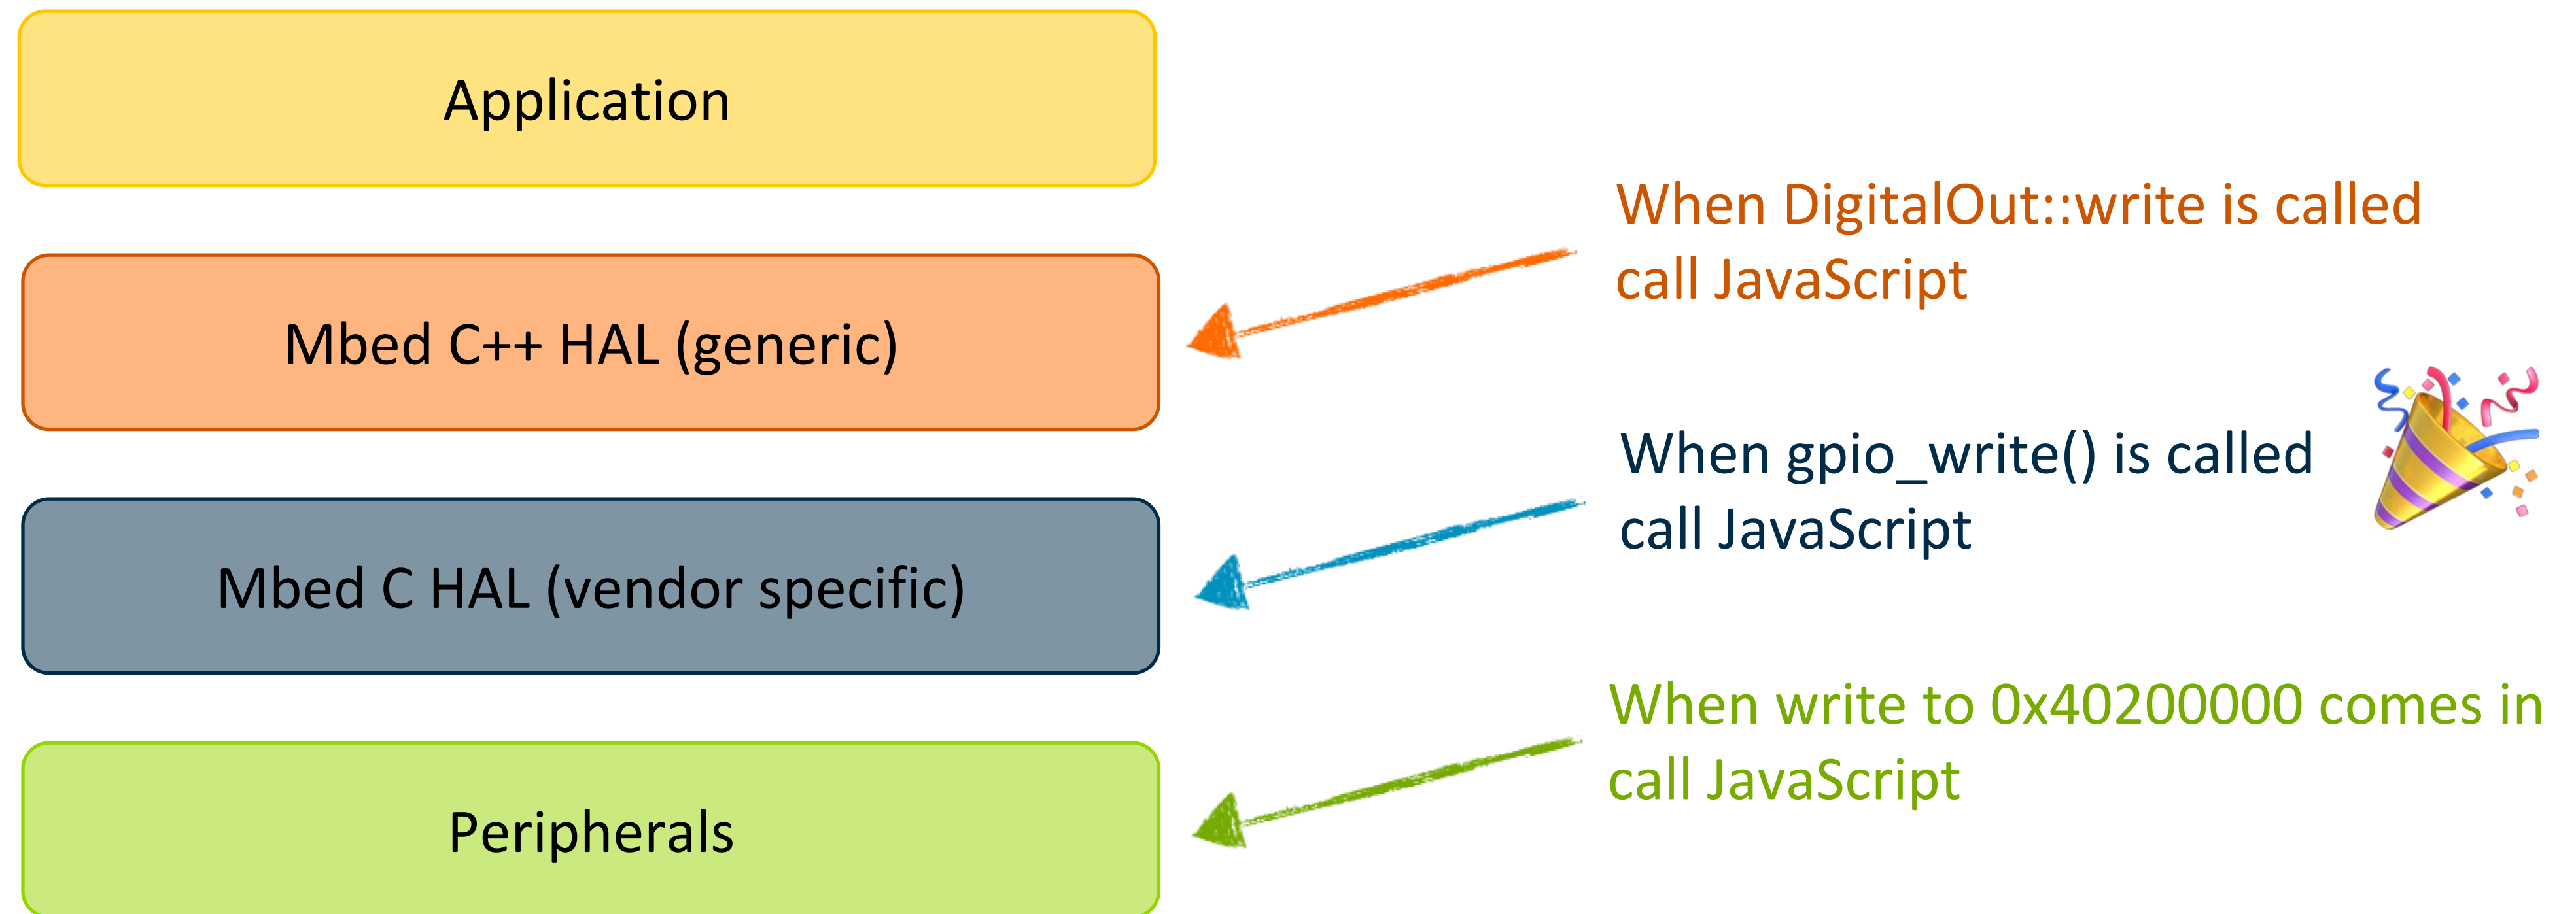 Application
When DigitalOut::write is called
call JavaScript
Mbed C++ HAL (generic)
When gpio_write() is called
call JavaScript
Mbed C HAL (vendor specific)
When write to 0x40200000 comes in
call JavaScript
Peripherals